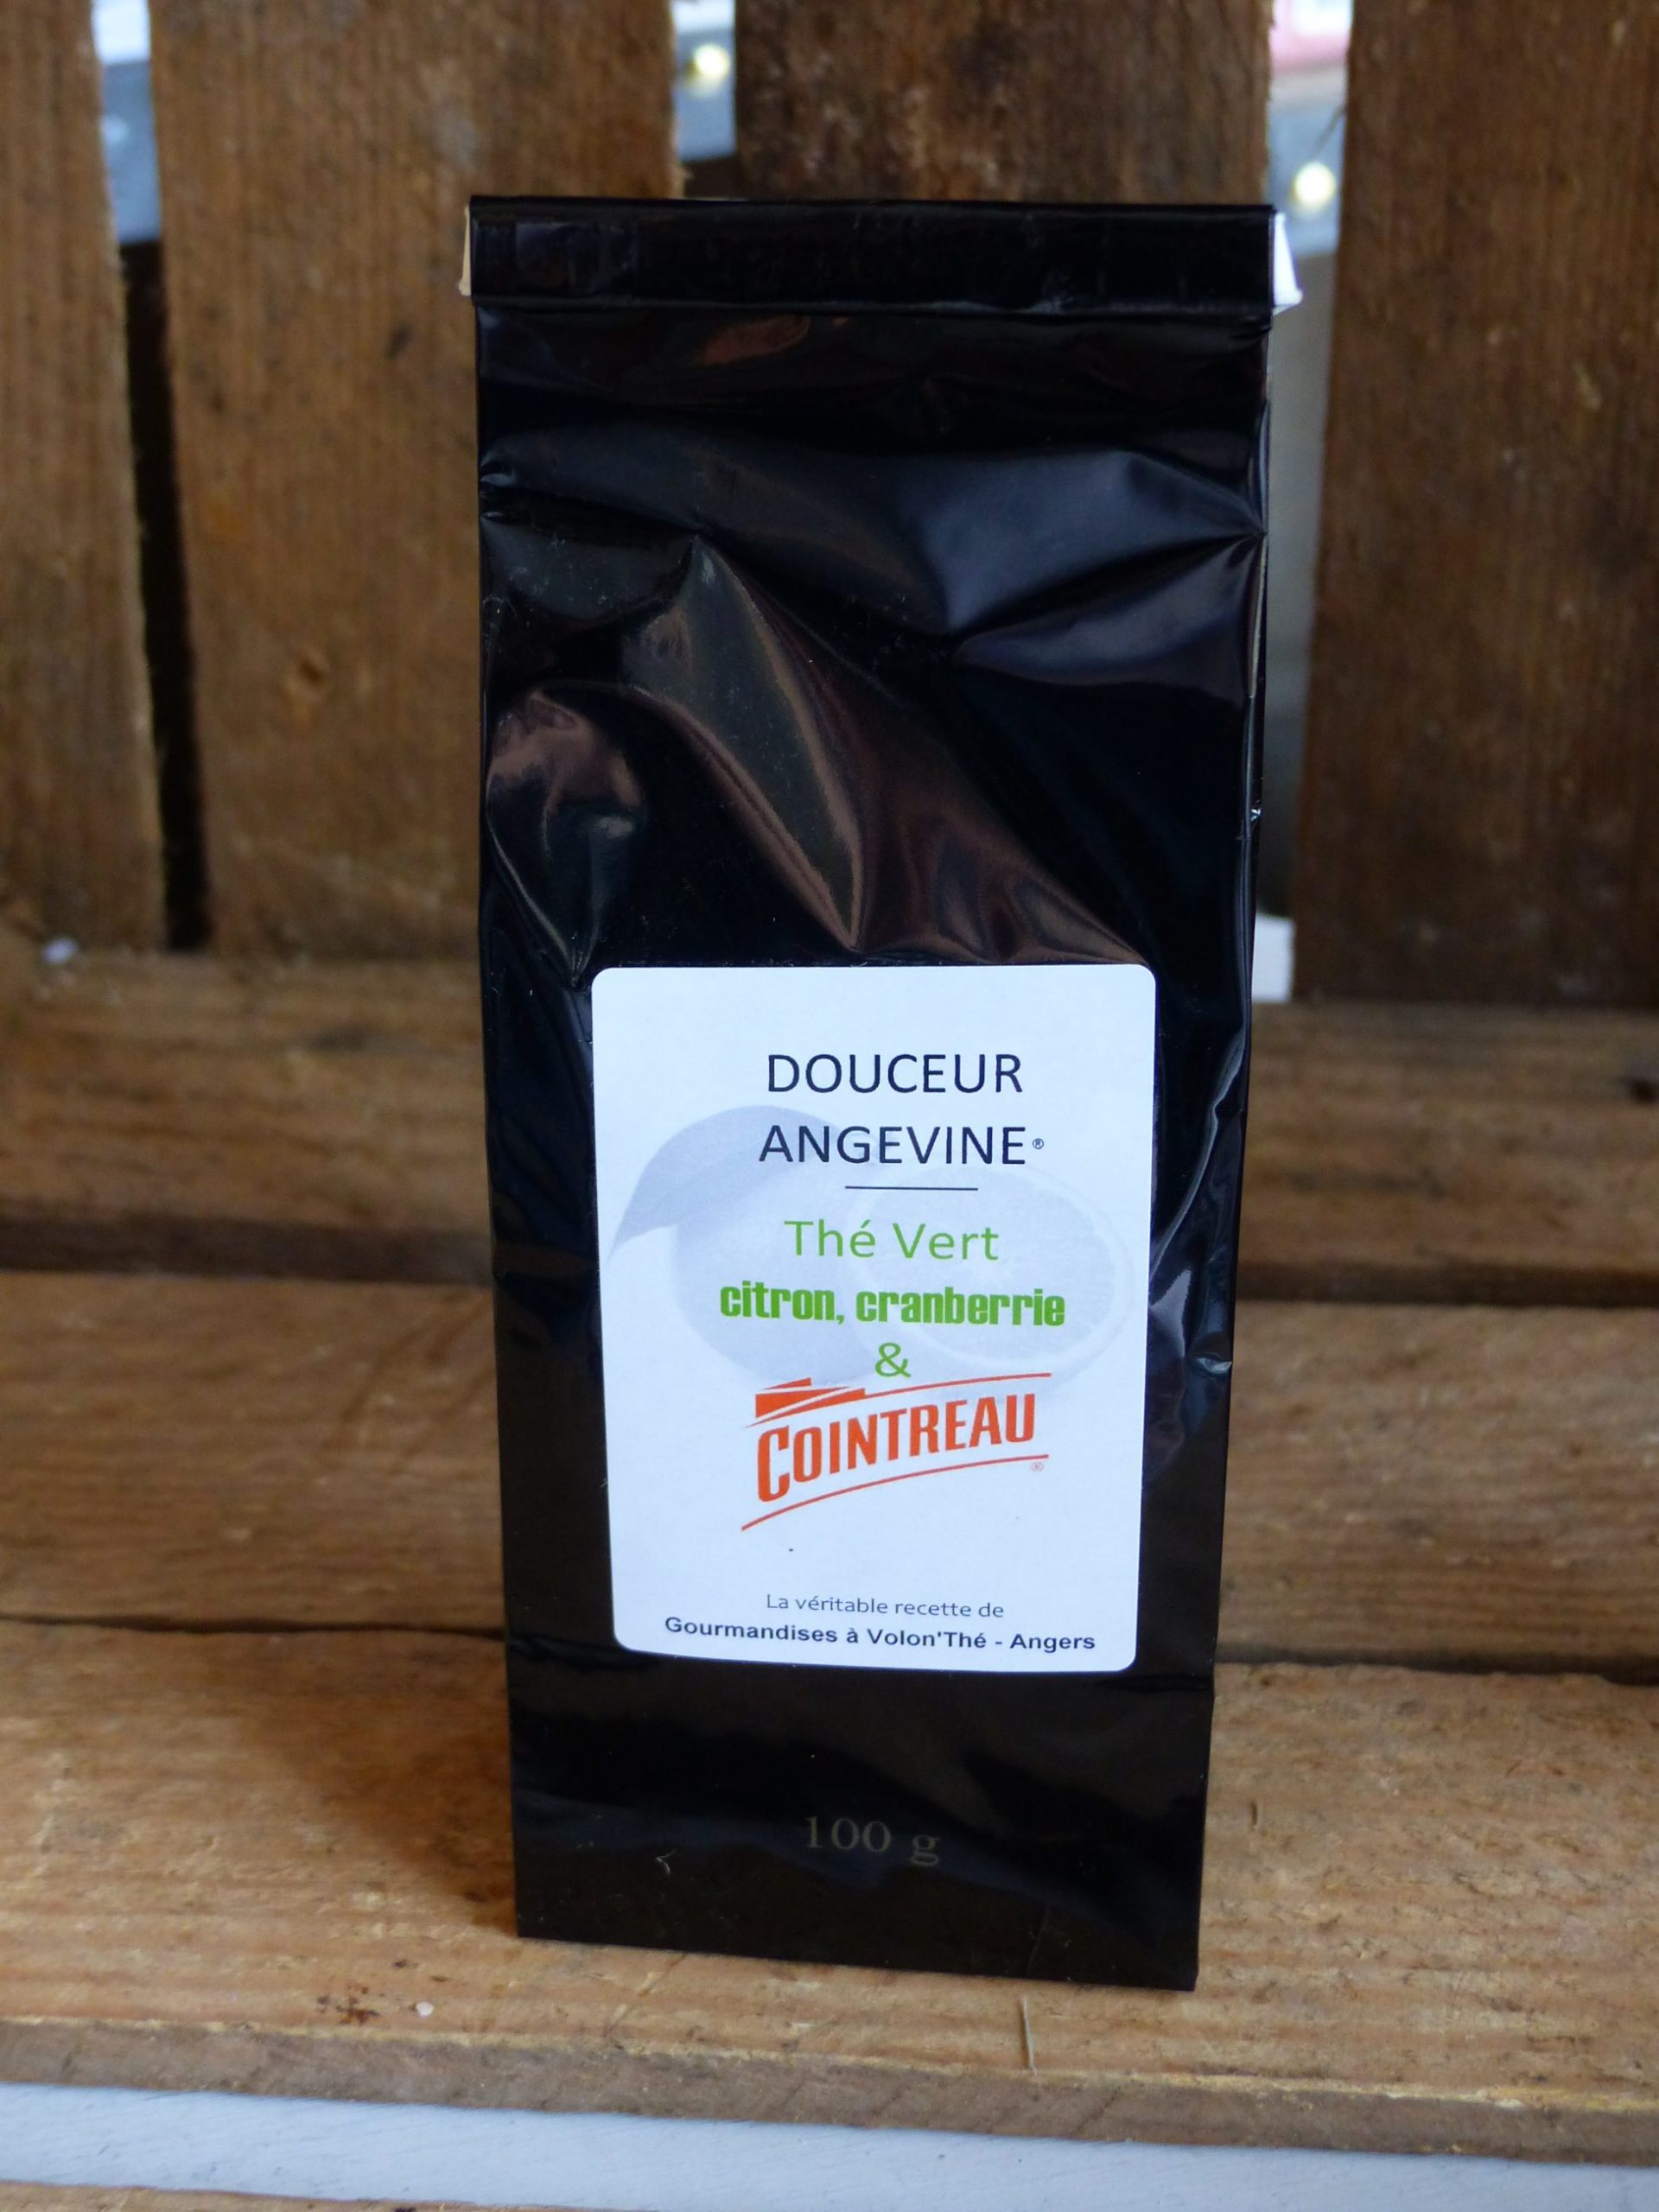 DOUCEUR
ANGEVINE®
Thé Vert
citron, cranberrie
&
COINTREAU
®
La véritable recette de
Gourmandises à Volon'Thé - Angers
100 g